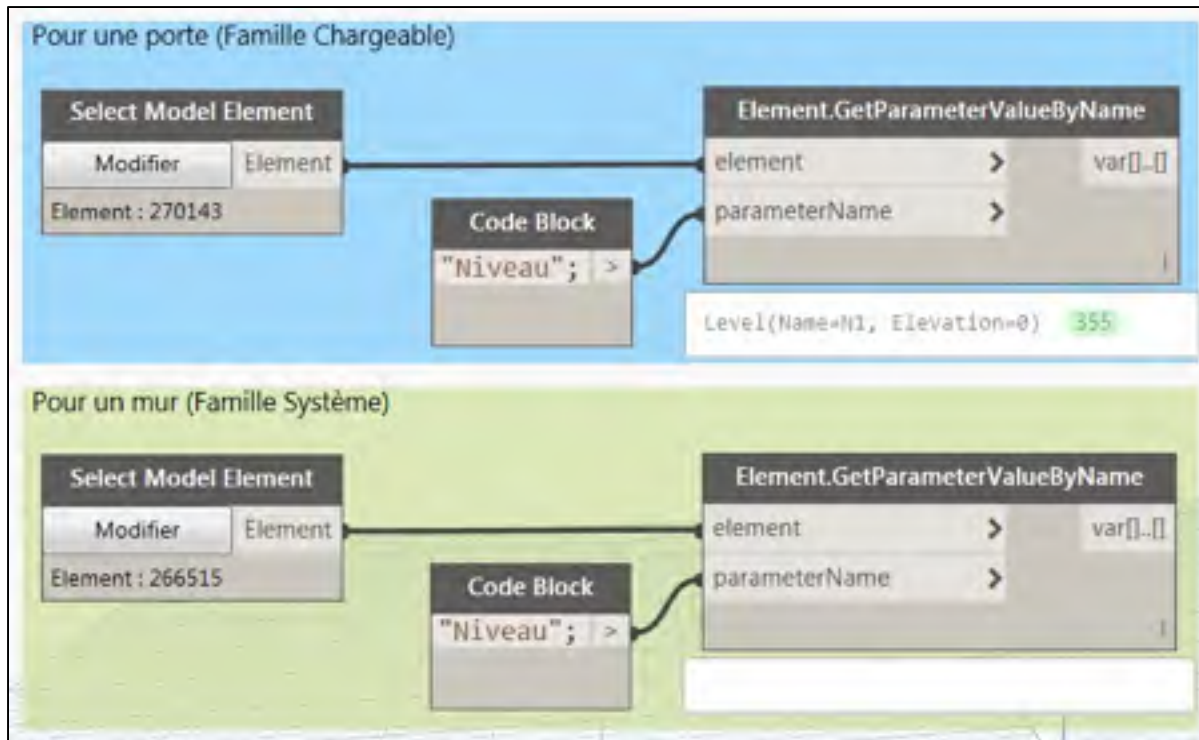 Pour une porte (Famille Chargeable)
Select Model Element
Modifier
Element
Element : 270143
Code Block
"Niveau"; >
Element.GetParameterValueByName
element >
var[]..[]
parameterName >
Level(Name=N1, Elevation=0) 355
Pour un mur (Famille Système)
Select Model Element
Modifier
Element
Element : 266515
Code Block
"Niveau"; >
Element.GetParameterValueByName
element >
var[]..[]
parameterName >